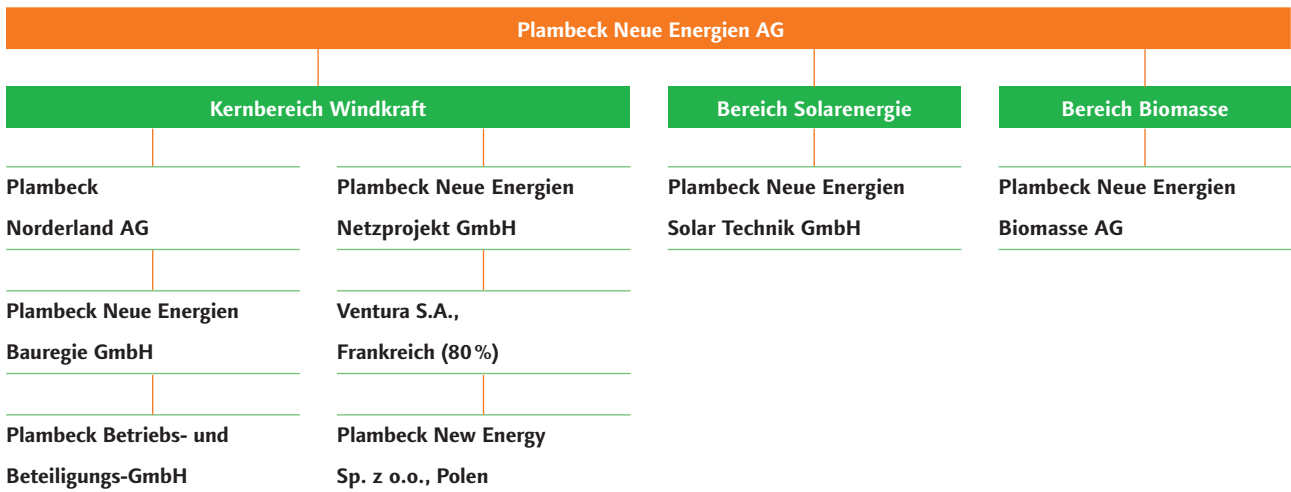 Plambeck Neue Energien AG
Kernbereich Windkraft
Bereich Solarenergie
Bereich Biomasse
Plambeck
Norderland AG
Plambeck Neue Energien
Netzprojekt GmbH
Plambeck Neue Energien
Solar Technik GmbH
Plambeck Neue Energien
Biomasse AG
Plambeck Neue Energien
Bauregie GmbH
Ventura S.A.,
Frankreich (80 %)
Plambeck Betriebs- und
Beteiligungs-GmbH
Plambeck New Energy
Sp. z o.o., Polen